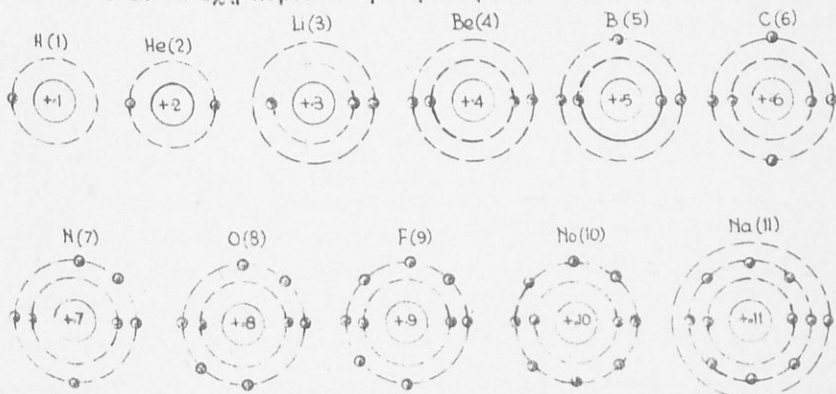 H(1)
He(2)
Li(3)
Be(4)
B(5)
C(6)
+1
+2
+3
+4
+5
+6
N(7)
O(8)
F(9)
No(10)
Na(11)
+7
+8
+9
+10
+11